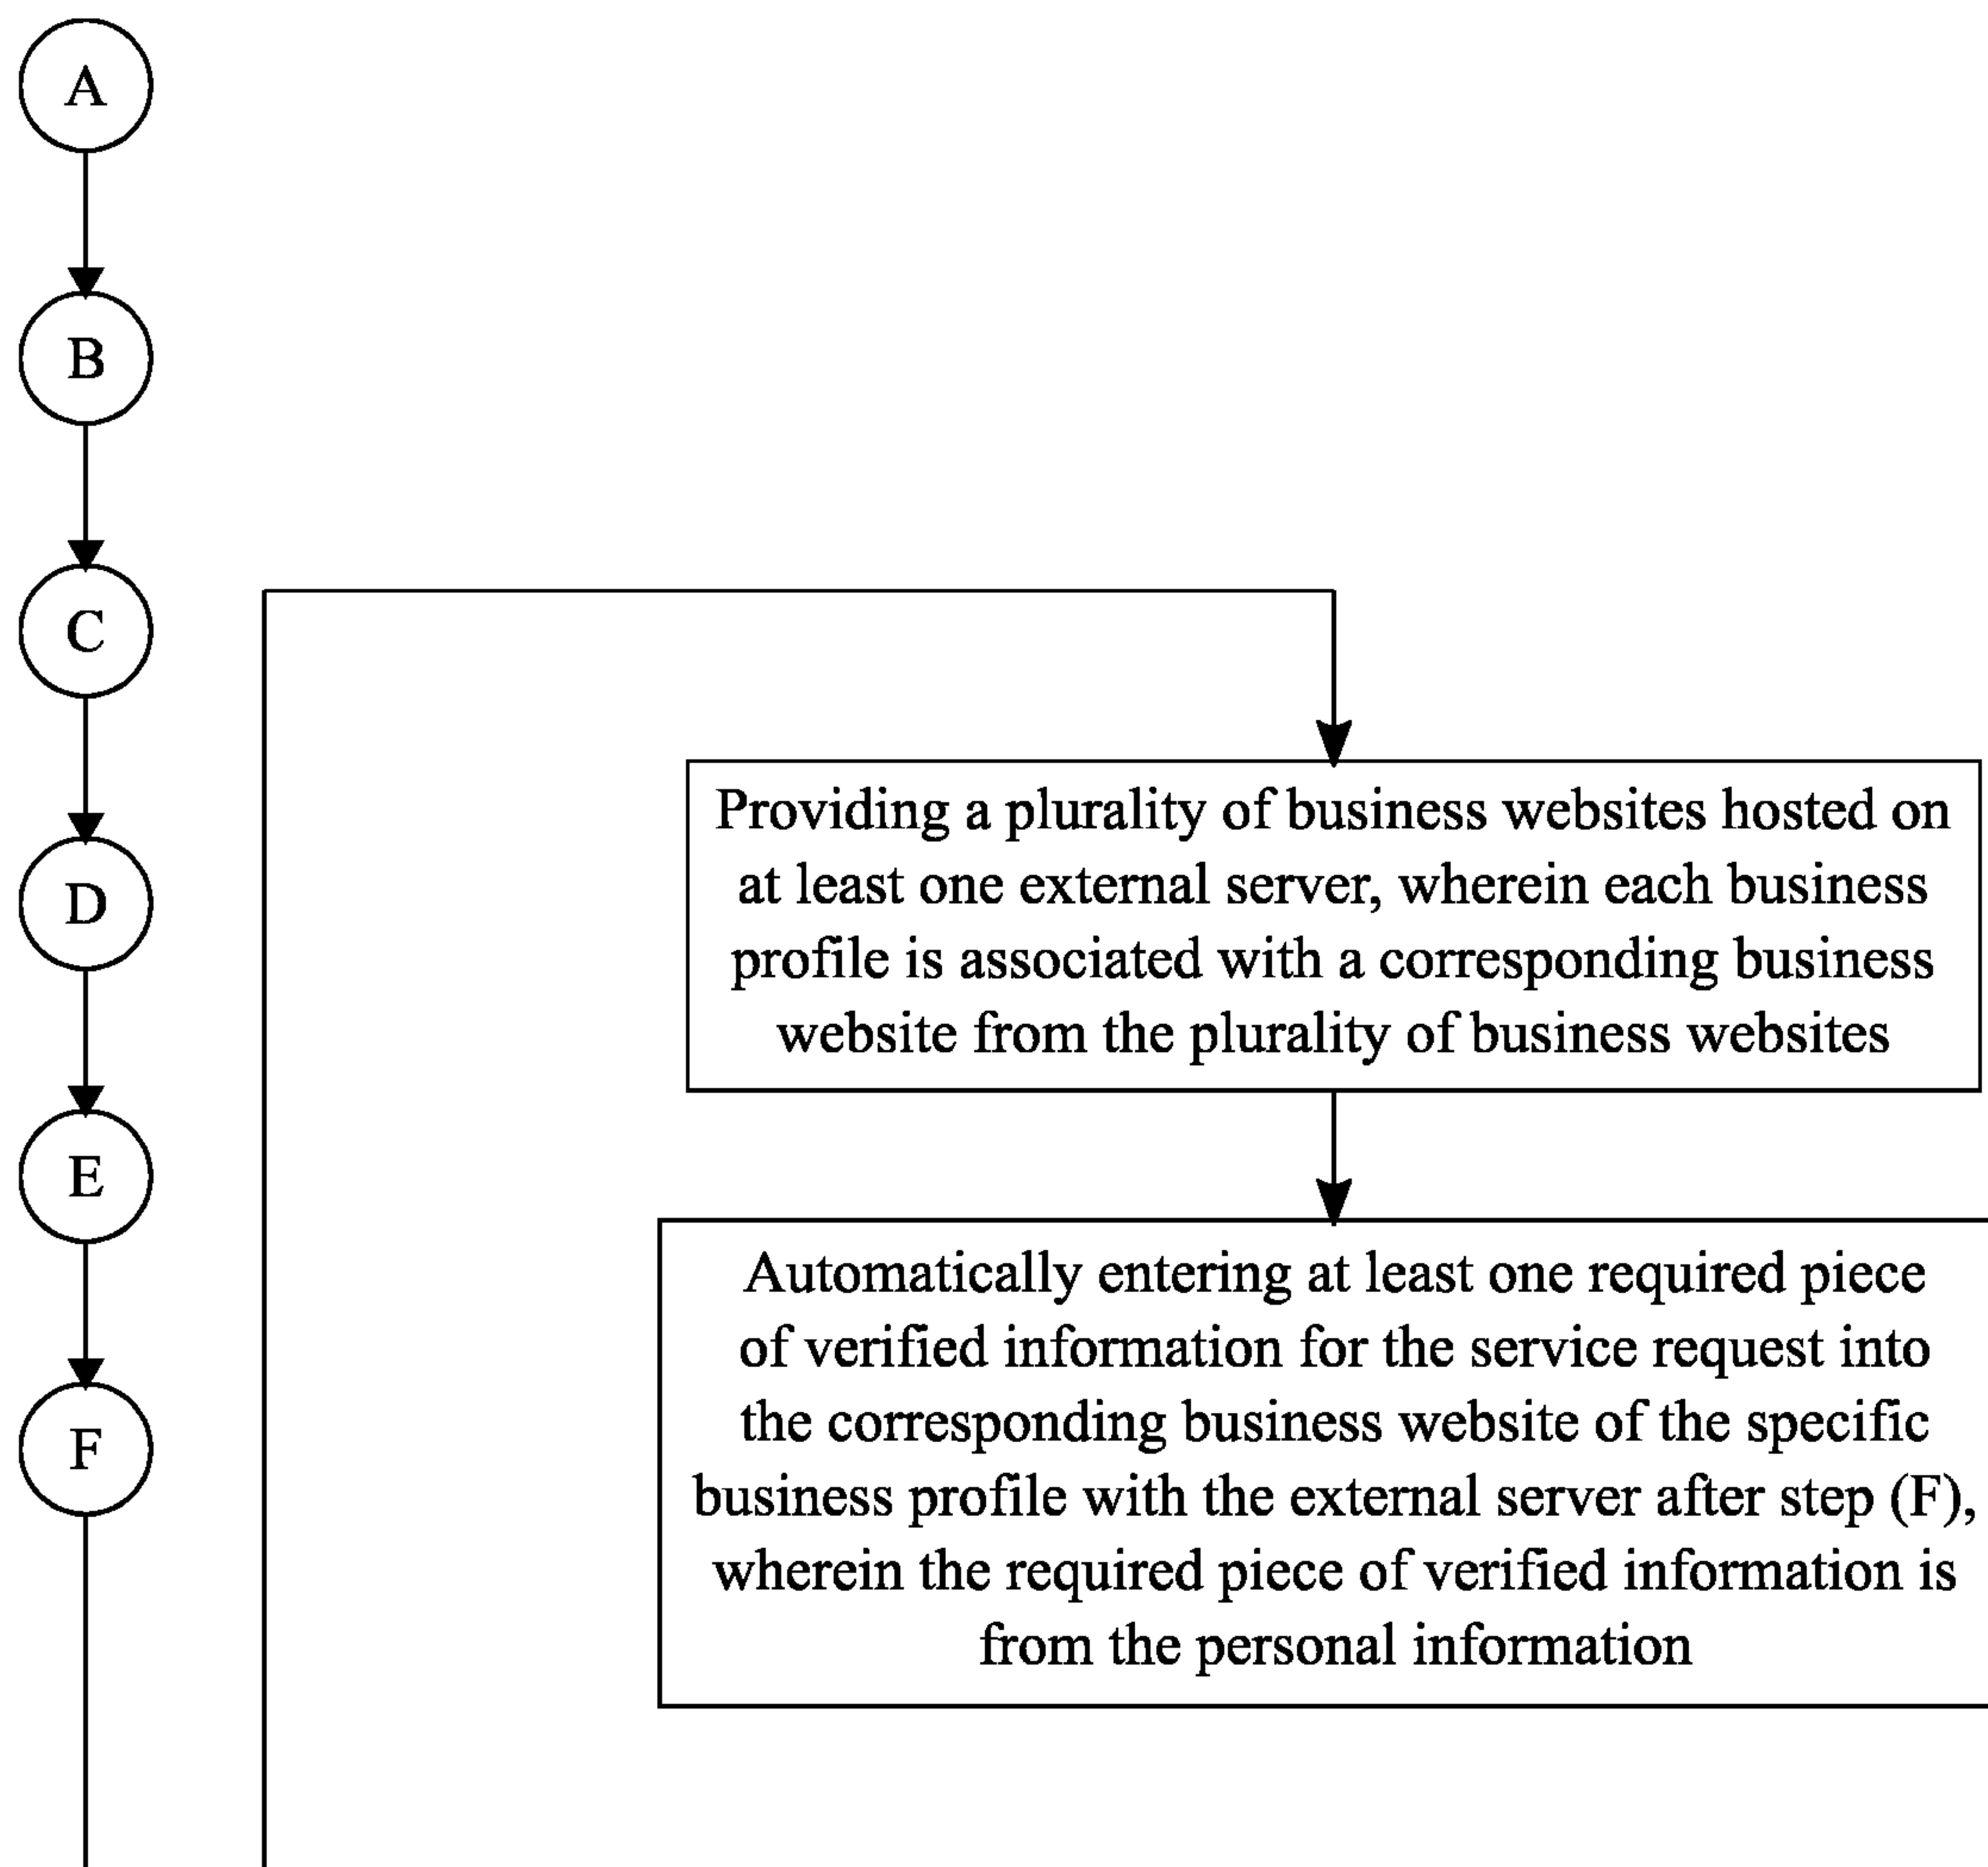 A
B
C
D
E
F
Providing a plurality of business websites hosted on
at least one external server, wherein each business
profile is associated with a corresponding business
website from the plurality of business websites
Automatically entering at least one required piece
of verified information for the service request into
the corresponding business website of the specific
business profile with the external server after step (F),
wherein the required piece of verified information is
from the personal information